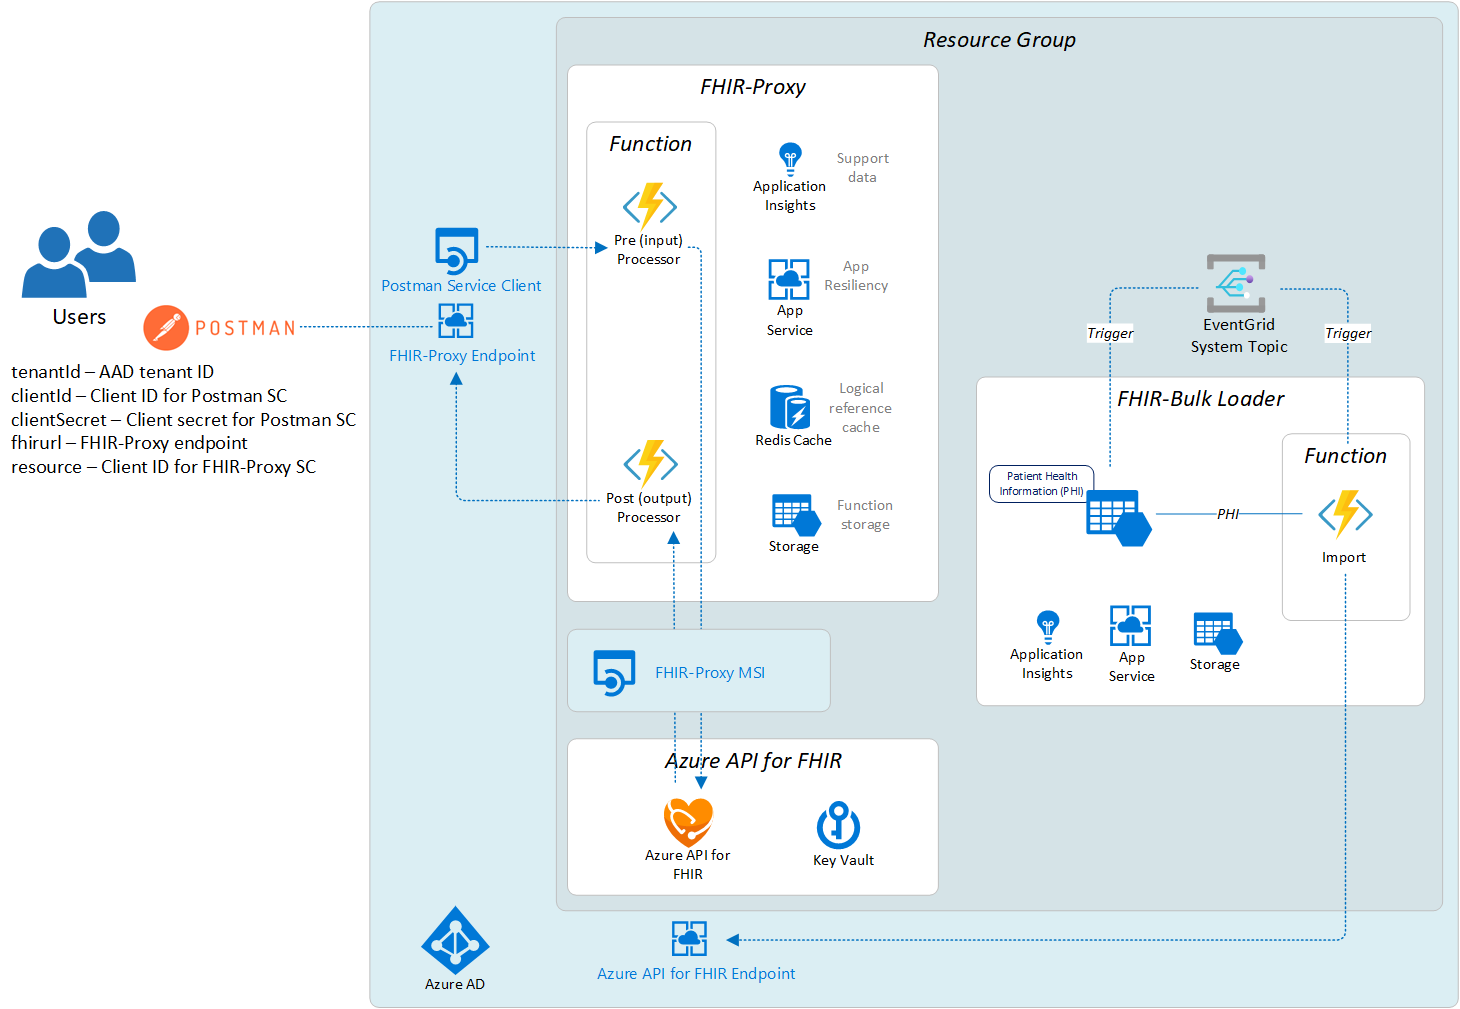 Resource Group
FHIR-Proxy
Function
Pre (input)
Processor
Application
Insights
Support
data
App
Service
App
Resiliency
Redis Cache
Logical
reference
cache
Post (output)
Processor
Storage
Function
storage
Users
POSTMAN
tenantId – AAD tenant ID
clientId – Client ID for Postman SC
clientSecret – Client secret for Postman SC
fhirurl – FHIR-Proxy endpoint
resource – Client ID for FHIR-Proxy SC
Postman Service Client
FHIR-Proxy Endpoint
EventGrid
System Topic
Trigger
Trigger
FHIR-Bulk Loader
Function
Patient Health
Information (PHI)
PHI
Import
Application
Insights
App
Service
Storage
FHIR-Proxy MSI
Azure API for FHIR
Azure API for
FHIR
Key Vault
Azure AD
Azure API for FHIR Endpoint